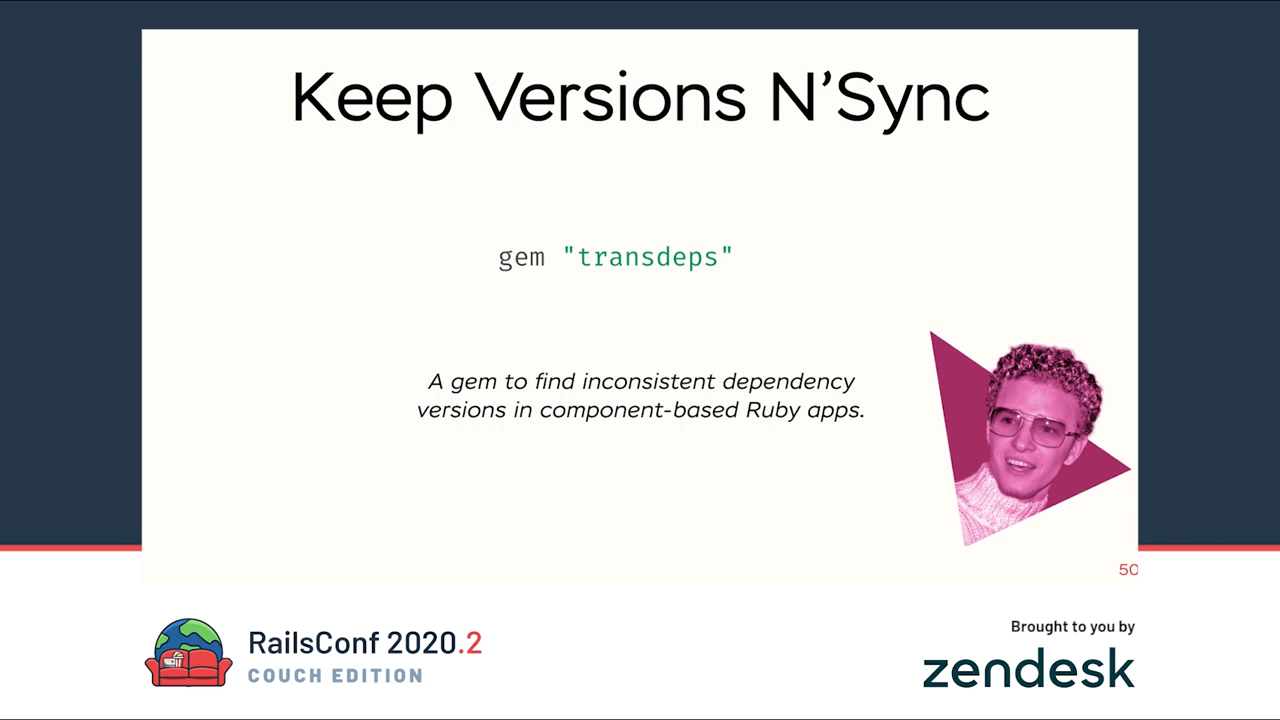 Keep Versions N’Sync
gem "transdeps"
A gem to find inconsistent dependency
versions in component-based Ruby apps.
50
RailsConf 2020.2
COUCH EDITION
Brought to you by
zendesk